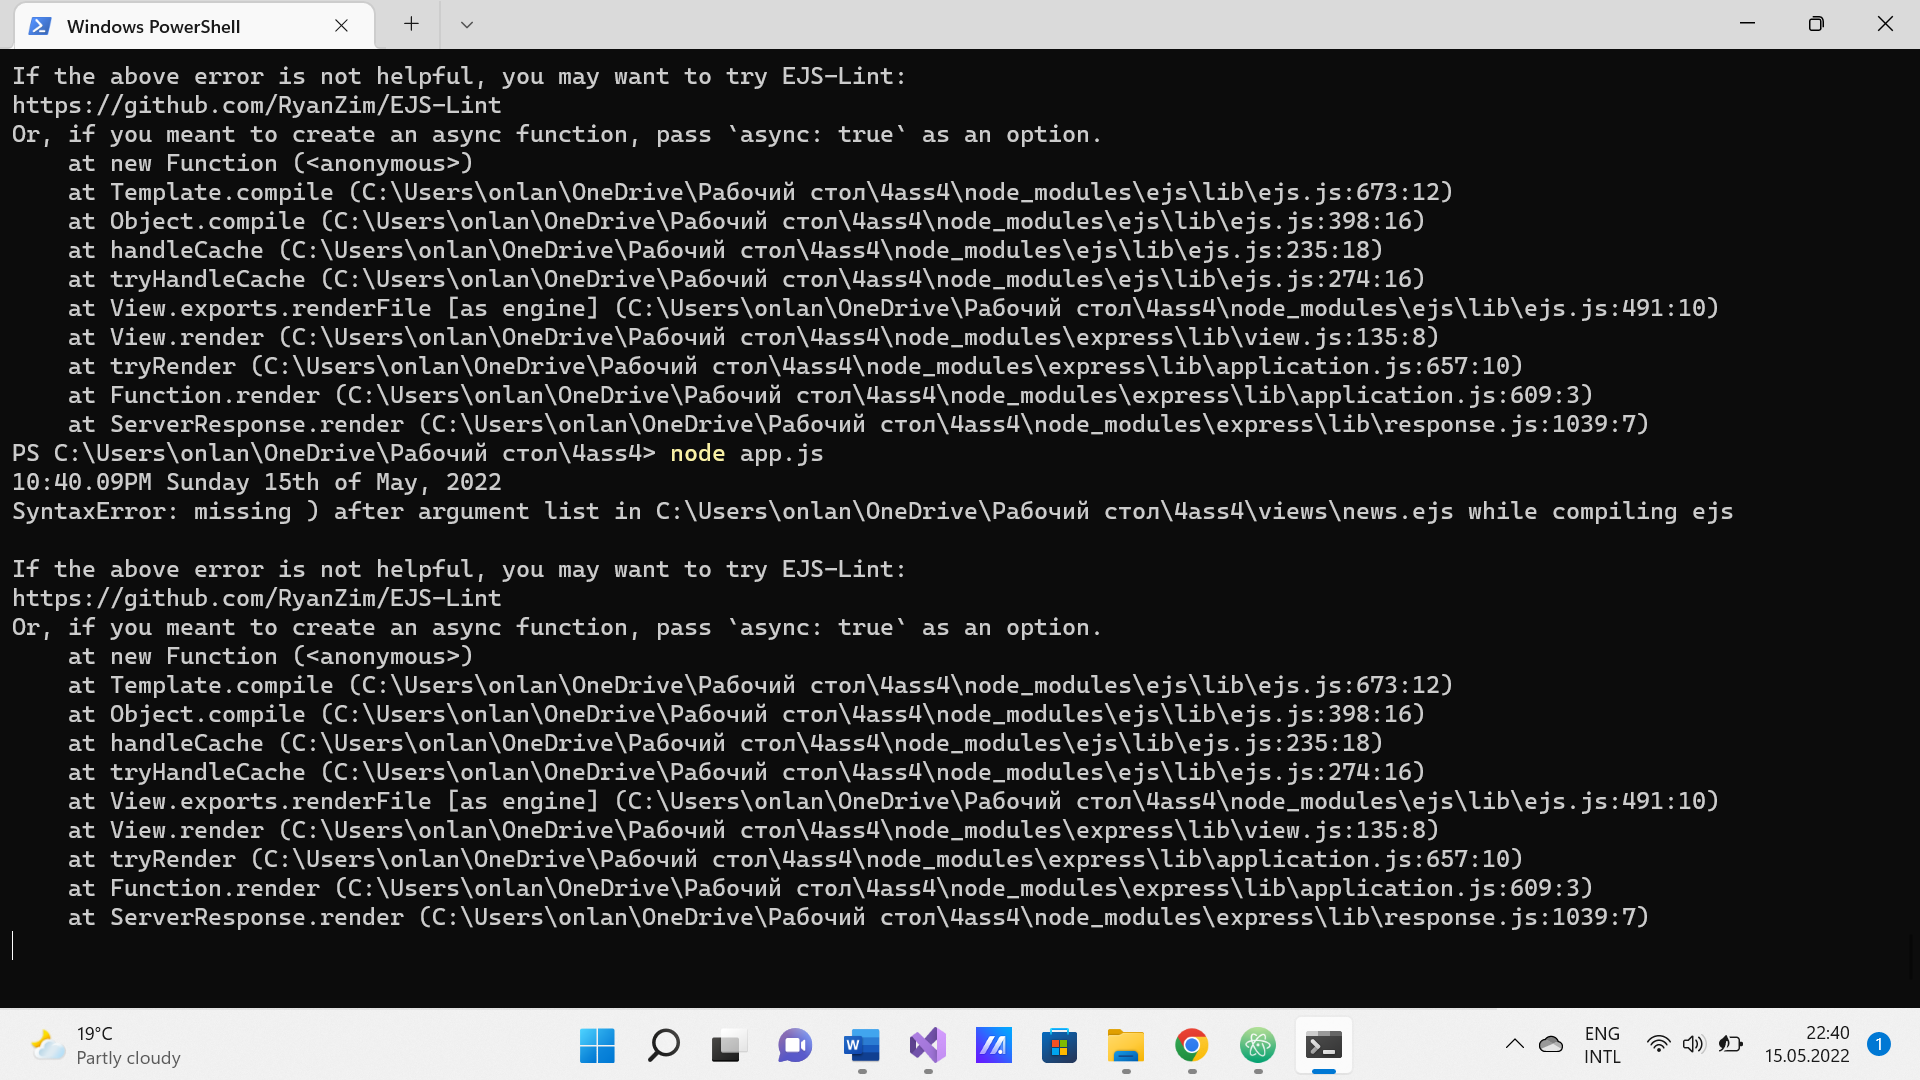 Windows PowerShell
If the above error is not helpful, you may want to try EJS-Lint:
https://github.com/RyanZim/EJS-Lint
Or, if you meant to create an async function, pass `async: true` as an option.
    at new Function (<anonymous>)
    at Template.compile (C:\Users\onlan\OneDrive\Рабочий стол\4ass4\node_modules\ejs\lib\ejs.js:673:12)
    at Object.compile (C:\Users\onlan\OneDrive\Рабочий стол\4ass4\node_modules\ejs\lib\ejs.js:398:16)
    at handleCache (C:\Users\onlan\OneDrive\Рабочий стол\4ass4\node_modules\ejs\lib\ejs.js:235:18)
    at tryHandleCache (C:\Users\onlan\OneDrive\Рабочий стол\4ass4\node_modules\ejs\lib\ejs.js:274:16)
    at View.exports.renderFile [as engine] (C:\Users\onlan\OneDrive\Рабочий стол\4ass4\node_modules\ejs\lib\ejs.js:491:10)
    at View.render (C:\Users\onlan\OneDrive\Рабочий стол\4ass4\node_modules\express\lib\view.js:135:8)
    at tryRender (C:\Users\onlan\OneDrive\Рабочий стол\4ass4\node_modules\express\lib\application.js:657:10)
    at Function.render (C:\Users\onlan\OneDrive\Рабочий стол\4ass4\node_modules\express\lib\application.js:609:3)
    at ServerResponse.render (C:\Users\onlan\OneDrive\Рабочий стол\4ass4\node_modules\express\lib\response.js:1039:7)
PS C:\Users\onlan\OneDrive\Рабочий стол\4ass4> node app.js
10:40.09PM Sunday 15th of May, 2022
SyntaxError: missing ) after argument list in C:\Users\onlan\OneDrive\Рабочий стол\4ass4\views\news.ejs while compiling ejs
If the above error is not helpful, you may want to try EJS-Lint:
https://github.com/RyanZim/EJS-Lint
Or, if you meant to create an async function, pass `async: true` as an option.
    at new Function (<anonymous>)
    at Template.compile (C:\Users\onlan\OneDrive\Рабочий стол\4ass4\node_modules\ejs\lib\ejs.js:673:12)
    at Object.compile (C:\Users\onlan\OneDrive\Рабочий стол\4ass4\node_modules\ejs\lib\ejs.js:398:16)
    at handleCache (C:\Users\onlan\OneDrive\Рабочий стол\4ass4\node_modules\ejs\lib\ejs.js:235:18)
    at tryHandleCache (C:\Users\onlan\OneDrive\Рабочий стол\4ass4\node_modules\ejs\lib\ejs.js:274:16)
    at View.exports.renderFile [as engine] (C:\Users\onlan\OneDrive\Рабочий стол\4ass4\node_modules\ejs\lib\ejs.js:491:10)
    at View.render (C:\Users\onlan\OneDrive\Рабочий стол\4ass4\node_modules\express\lib\view.js:135:8)
    at tryRender (C:\Users\onlan\OneDrive\Рабочий стол\4ass4\node_modules\express\lib\application.js:657:10)
    at Function.render (C:\Users\onlan\OneDrive\Рабочий стол\4ass4\node_modules\express\lib\application.js:609:3)
    at ServerResponse.render (C:\Users\onlan\OneDrive\Рабочий стол\4ass4\node_modules\express\lib\response.js:1039:7)
19°C
Partly cloudy
W
ENG
INTL
22:40
15.05.2022
1